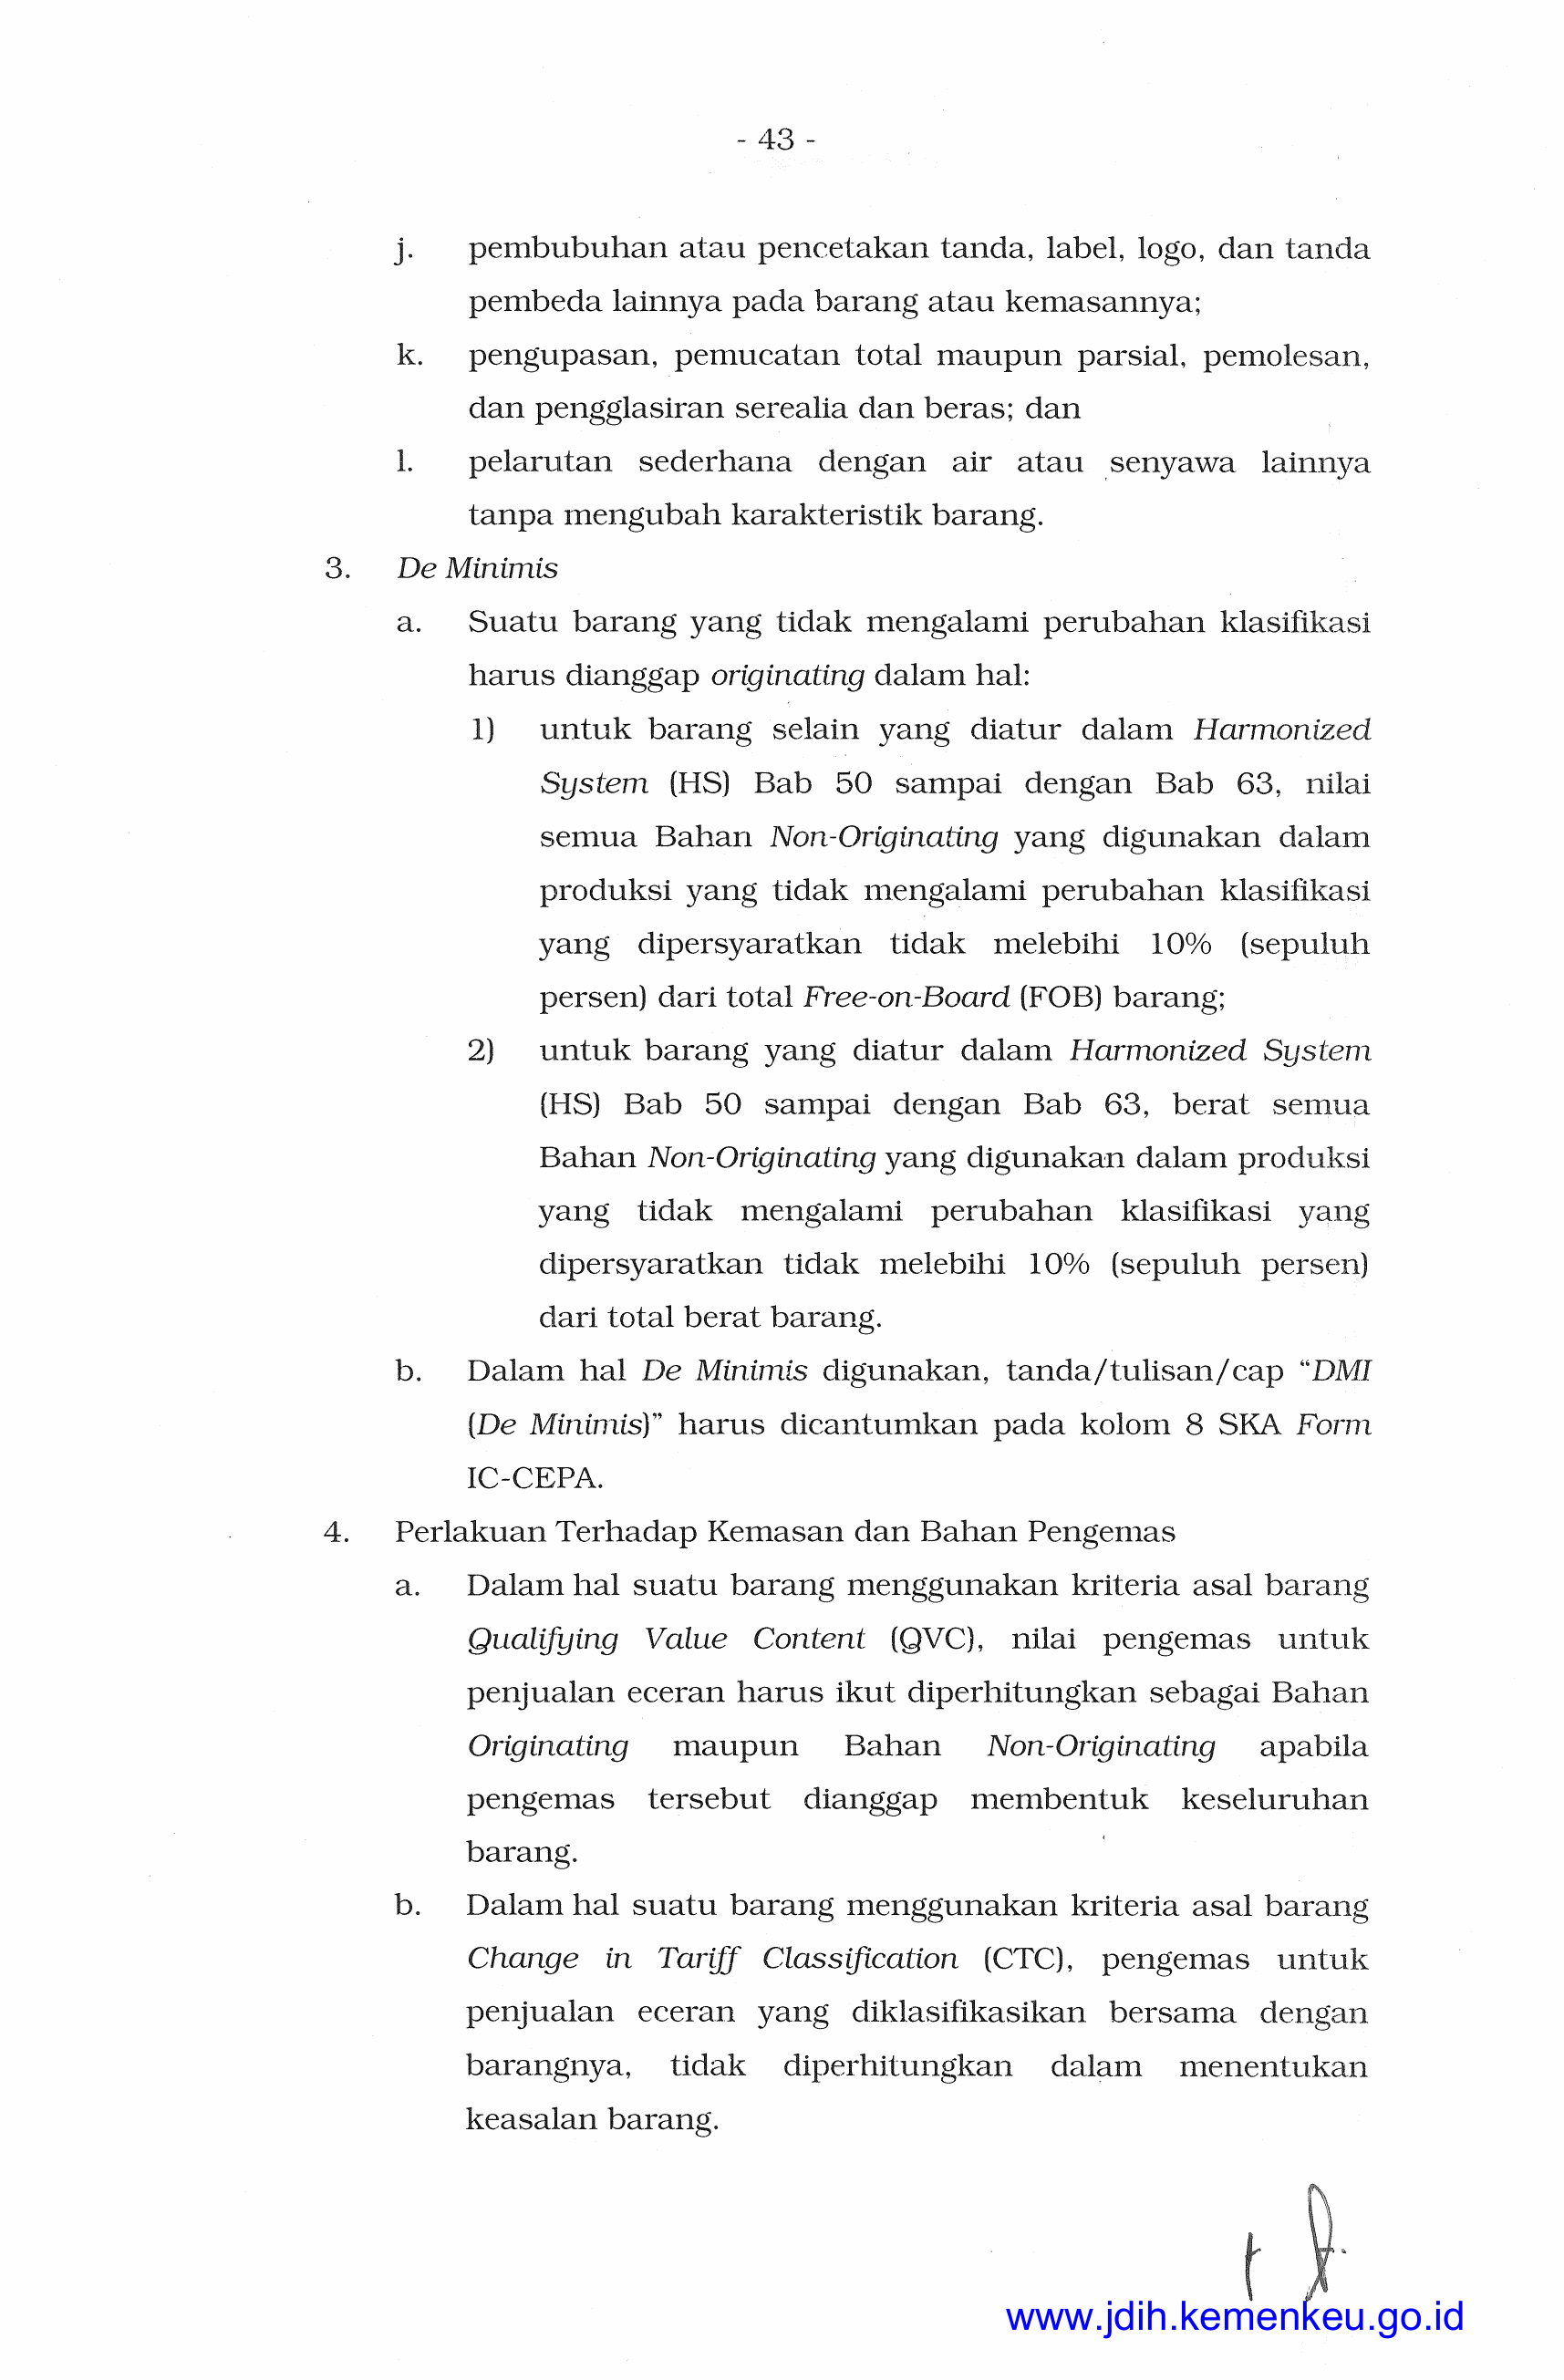 - 43 -
j. pembubuhan atau pencetakan tanda, label, logo, dan tanda
pembeda lainnya pada barang atau kemasannya;
k. pengupasan, pemucatan total maupun parsial, pemolesan,
dan pengglasiran serealia dan beras; dan
l. pelarutan sederhana dengan air atau senyawa lainnya
tanpa mengubah karakteristik barang.
3. De Minimis
a. Suatu barang yang tidak mengalami perubahan klasifikasi
harus dianggap originating dalam hal:
1) untuk barang selain yang diatur dalam Harmonized
System (HS) Bab 50 sampai dengan Bab 63, nilai
semua Bahan Non-Originating yang digunakan dalam
produksi yang tidak mengalami perubahan klasifikasi
yang dipersyaratkan tidak melebihi 10% (sepuluh
persen) dari total Free-on-Board (FOB) barang;
2) untuk barang yang diatur dalam Harmonized System
(HS) Bab 50 sampai dengan Bab 63, berat semua
Bahan Non-Originating yang digunakan dalam produksi
yang tidak mengalami perubahan klasifikasi yang
dipersyaratkan tidak melebihi 10% (sepuluh persen)
dari total berat barang.
b. Dalam hal De Minimis digunakan, tanda/tulisan/cap “DMI
(De Minimis)” harus dicantumkan pada kolom 8 SKA Form
IC-CEPA.
4. Perlakuan Terhadap Kemasan dan Bahan Pengemas
a. Dalam hal suatu barang menggunakan kriteria asal barang
Qualifying Value Content (QVC), nilai pengemas untuk
penjualan eceran harus ikut diperhitungkan sebagai Bahan
Originating maupun Bahan Non-Originating apabila
pengemas tersebut dianggap membentuk keseluruhan
barang.
b. Dalam hal suatu barang menggunakan kriteria asal barang
Change in Tariff Classification (CTC), pengemas untuk
penjualan eceran yang diklasifikasikan bersama dengan
barangnya, tidak diperhitungkan dalam menentukan
keasalan barang.
www.jdih.kemenkeu.go.id